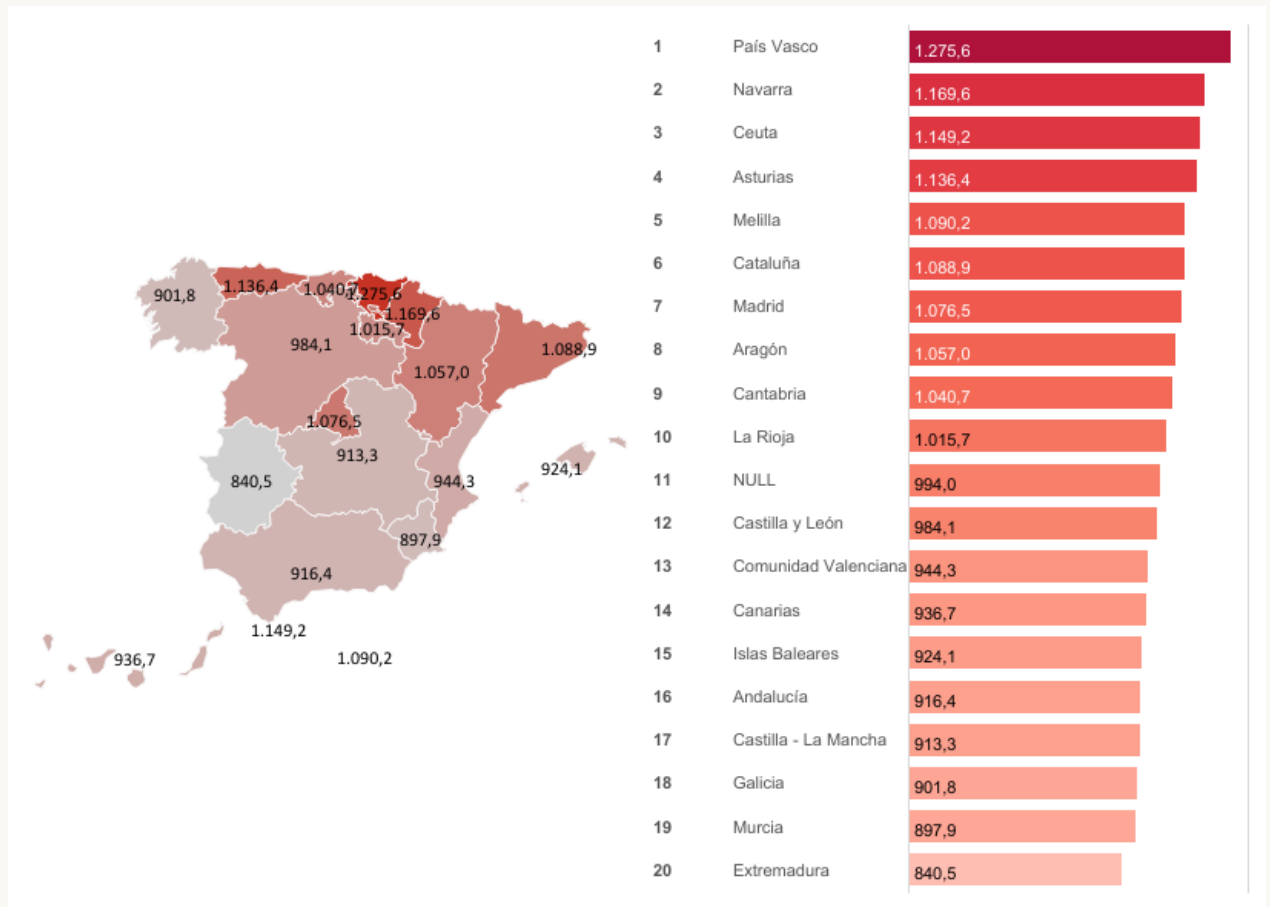 1 País Vasco 1.275,6
2 Navarra 1.169,6
3 Ceuta 1.149,2
4 Asturias 1.136,4
5 Melilla 1.090,2
6 Cataluña 1.088,9
7 Madrid 1.076,5
8 Aragón 1.057,0
9 Cantabria 1.040,7
10 La Rioja 1.015,7
11 NULL 994,0
12 Castilla y León 984,1
13 Comunidad Valenciana 944,3
14 Canarias 936,7
15 Islas Baleares 924,1
16 Andalucía 916,4
17 Castilla - La Mancha 913,3
18 Galicia 901,8
19 Murcia 897,9
20 Extremadura 840,5
901,8
1.136,4
1.040,7
1.275,6
1.169,6
1.015,7
984,1
1.088,9
1.057,0
1.076,5
913,3
924,1
840,5
944,3
897,9
916,4
1.149,2
936,7
1.090,2